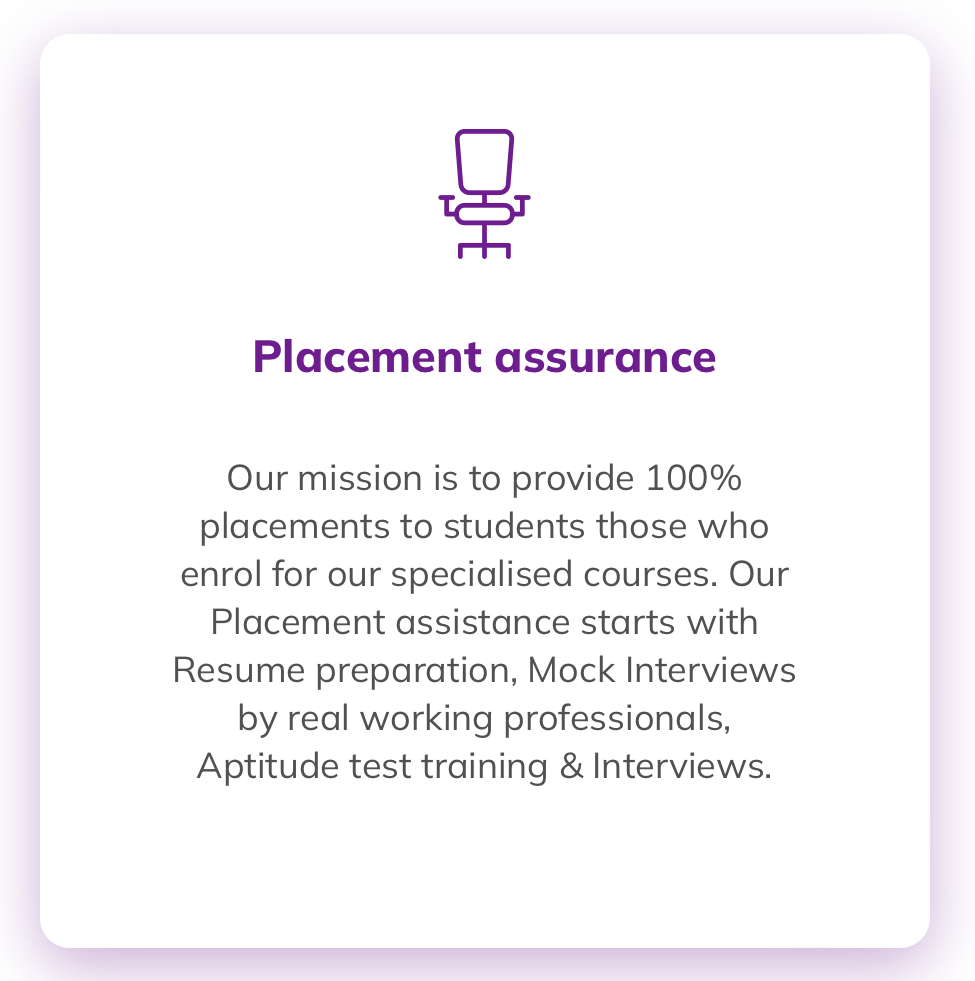 Placement assurance
Our mission is to provide 100%
placements to students those who
enrol for our specialised courses. Our
Placement assistance starts with
Resume preparation, Mock Interviews
by real working professionals,
Aptitude test training & Interviews.